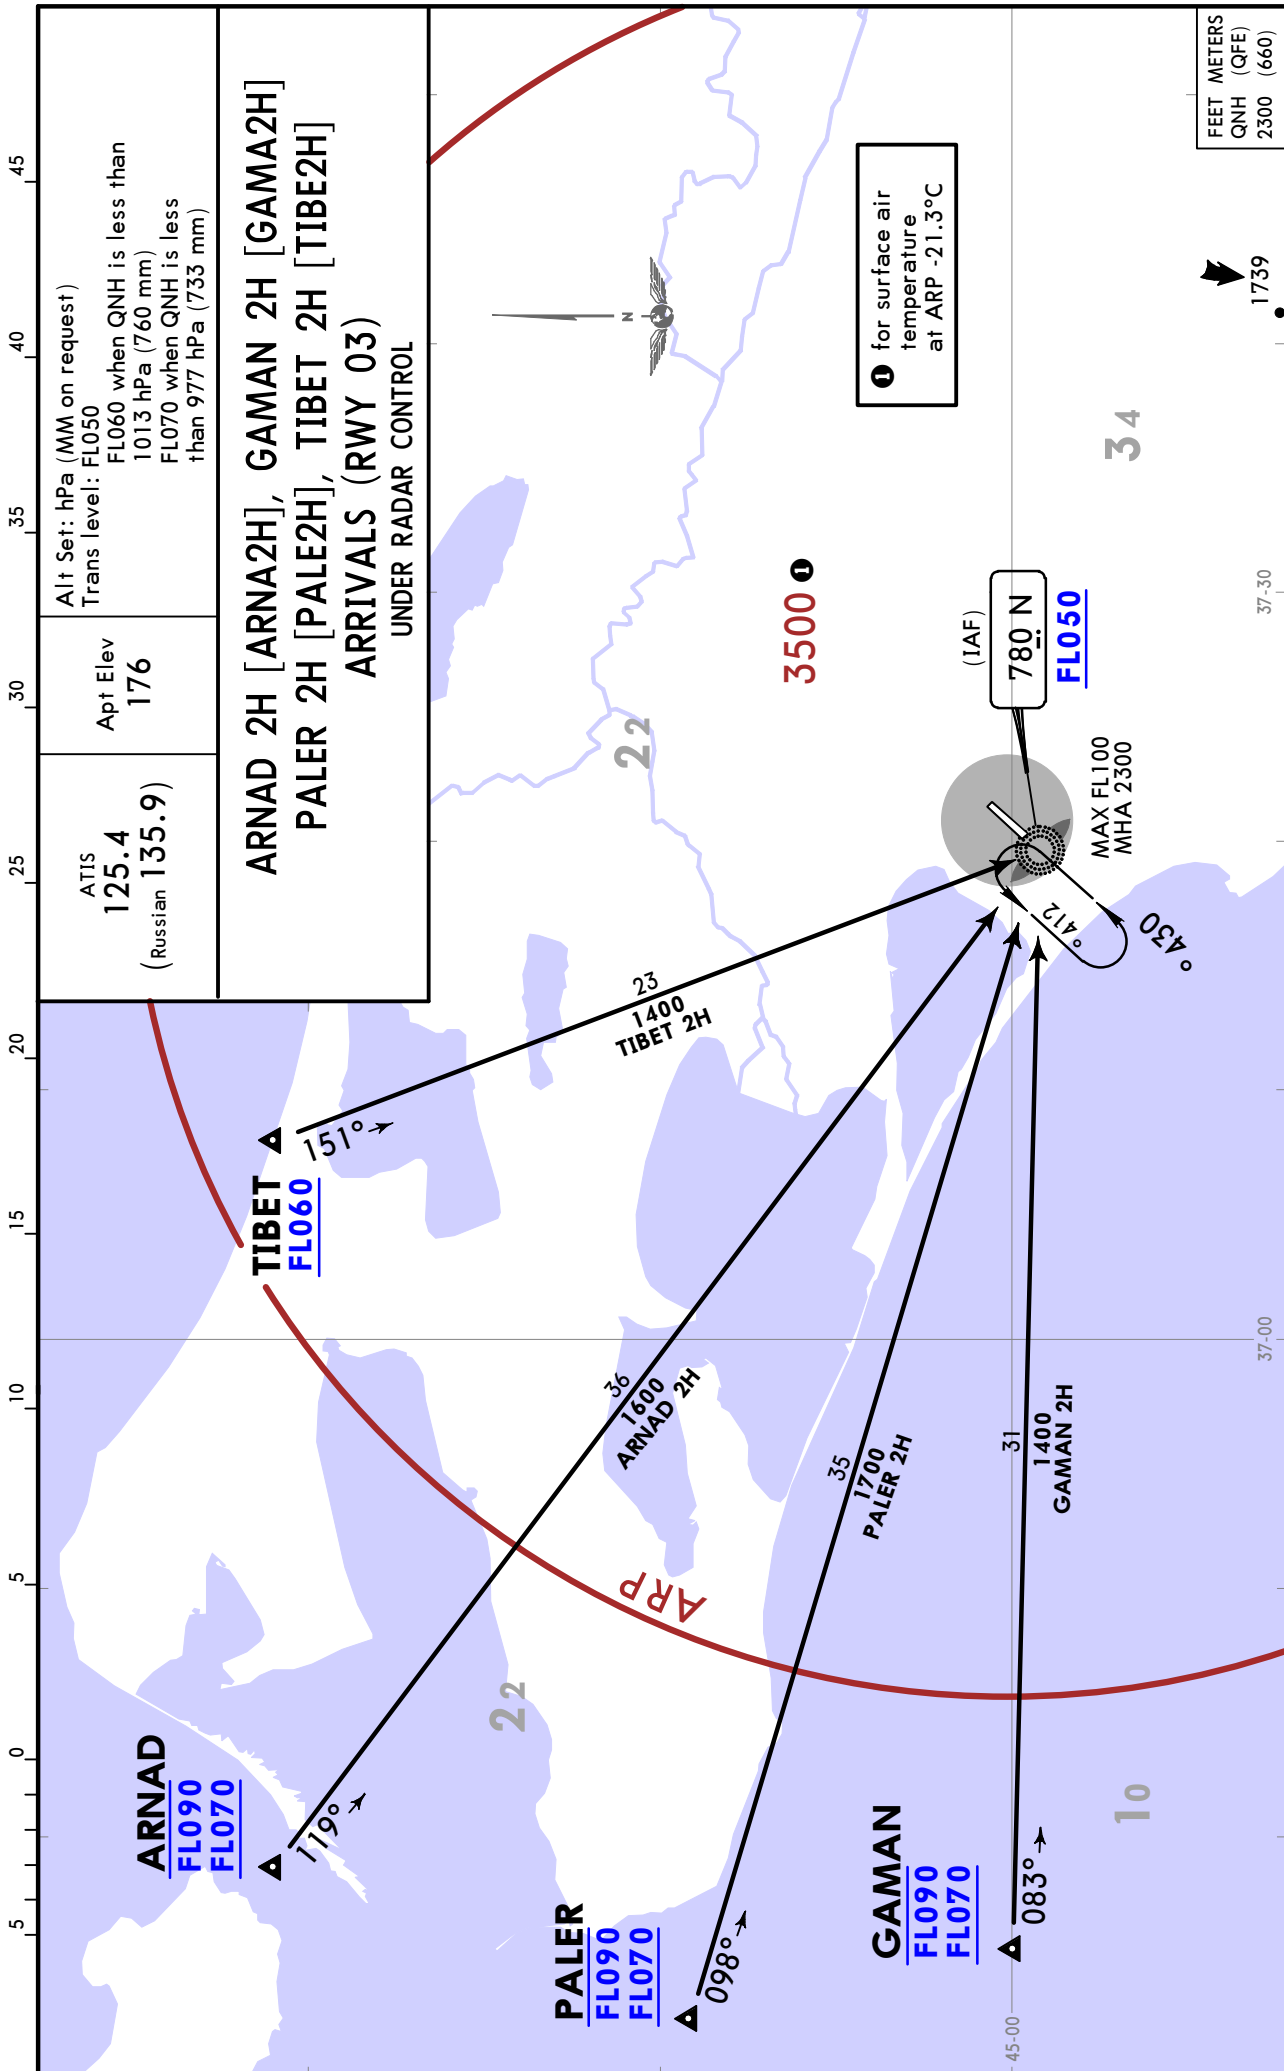 ATIS
125.4
(Russian 135.9)
Apt Elev
176
Alt Set: hPa (MM on request)
Trans level: FL050
FL060 when QNH is less than
1013 hPa (760 mm)
FL070 when QNH is less
than 977 hPa (733 mm)
ARNAD 2H [ARNA2H], GAMAN 2H [GAMA2H]
PALER 2H [PALE2H], TIBET 2H [TIBE2H]
ARRIVALS (RWY 03)
UNDER RADAR CONTROL
5
0
5
10
15
20
25
30
35
40
45
ARNAD
FL090
FL070
119°
TIBET
FL060
151°
N
23
1400
TIBET 2H
22
22
36
1600
ARNAD 2H
ARP
PALER
FL090
FL070
098°
35
1700
PALER 2H
3500 1
1 for surface air
temperature
at ARP -21.3°C
GAMAN
FL090
FL070
083°
31
1400
GAMAN 2H
(IAF)
780 N
FL050
MAX FL100
MHA 2300
°412
°430
34
10
45-00
37-00
37-30
1739
FEET METERS
QNH (QFE)
2300 (660)